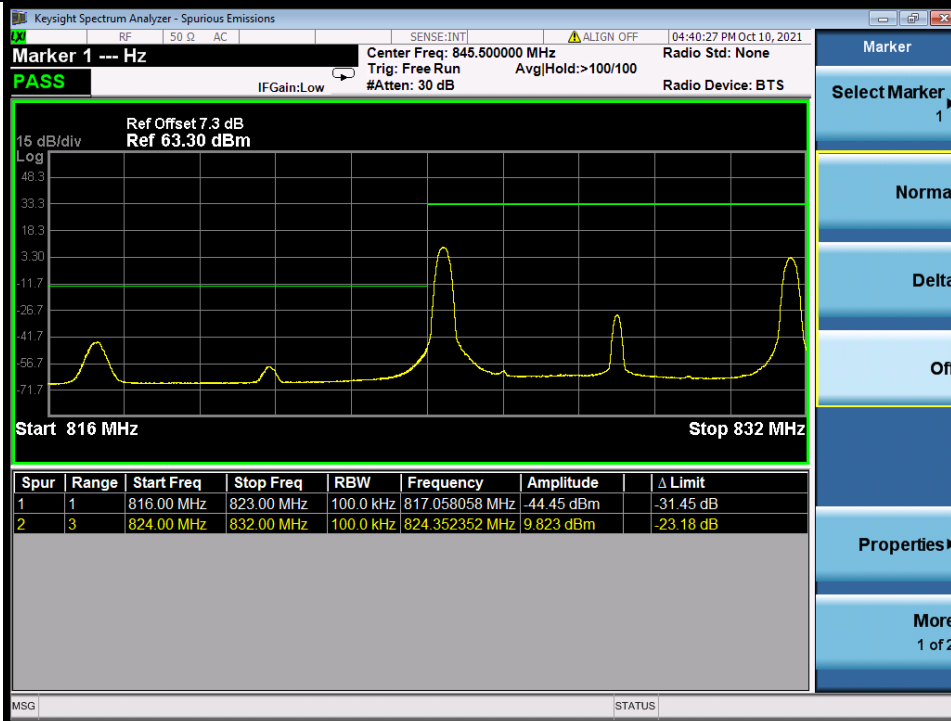 Keysight Spectrum Analyzer - Spurious Emissions
LXI RF 50 Ω AC SENSE:INT ALIGN OFF 04:40:27 PM Oct 10, 2021
Marker 1 --- Hz
Center Freq: 845.500000 MHz Radio Std: None
Trig: Free Run Avg|Hold:>100/100
PASS IFGain:Low #Atten: 30 dB Radio Device: BTS
Ref Offset 7.3 dB
15 dB/div Ref 63.30 dBm
Log
48.3
33.3
18.3
3.30
-11.7
-26.7
-41.7
-56.7
-71.7
Start 816 MHz Stop 832 MHz
Spur Range Start Freq Stop Freq RBW Frequency Amplitude Δ Limit
1 1 816.00 MHz 823.00 MHz 100.0 kHz 817.058058 MHz -44.45 dBm -31.45 dB
2 3 824.00 MHz 832.00 MHz 100.0 kHz 824.352352 MHz 9.823 dBm -23.18 dB
MSG STATUS
Marker
Select Marker
1
Norma
Delta
Off
Properties
More
1 of 2